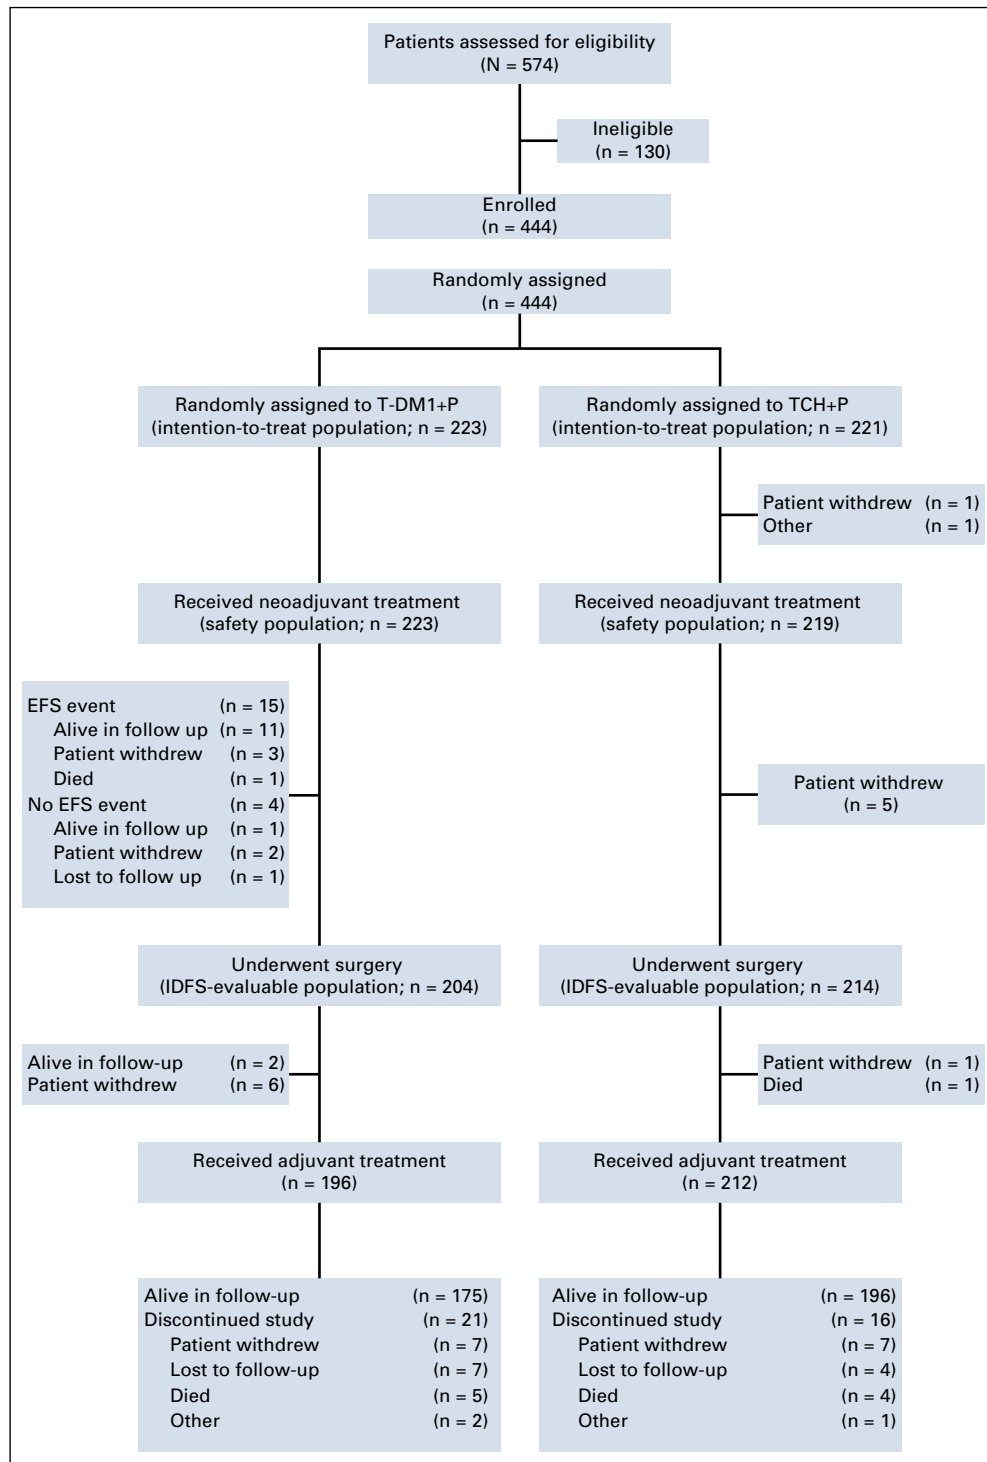 Patients assessed for eligibility
(N = 574)
Ineligible
(n = 130)
Enrolled
(n = 444)
Randomly assigned
(n = 444)
Randomly assigned to T-DM1+P
(intention-to-treat population; n = 223)
Randomly assigned to TCH+P
(intention-to-treat population; n = 221)
Patient withdrew (n = 1)
Other (n = 1)
Received neoadjuvant treatment
(safety population; n = 223)
Received neoadjuvant treatment
(safety population; n = 219)
EFS event (n = 15)
Alive in follow up (n = 11)
Patient withdrew (n = 3)
Died (n = 1)
No EFS event (n = 4)
Alive in follow up (n = 1)
Patient withdrew (n = 2)
Lost to follow up (n = 1)
Patient withdrew
(n = 5)
Underwent surgery
(IDFS-evaluable population; n = 204)
Underwent surgery
(IDFS-evaluable population; n = 214)
Alive in follow-up (n = 2)
Patient withdrew (n = 6)
Patient withdrew (n = 1)
Died (n = 1)
Received adjuvant treatment
(n = 196)
Received adjuvant treatment
(n = 212)
Alive in follow-up (n = 175)
Discontinued study (n = 21)
Patient withdrew (n = 7)
Lost to follow-up (n = 7)
Died (n = 5)
Other (n = 2)
Alive in follow-up (n = 196)
Discontinued study (n = 16)
Patient withdrew (n = 7)
Lost to follow-up (n = 4)
Died (n = 4)
Other (n = 1)